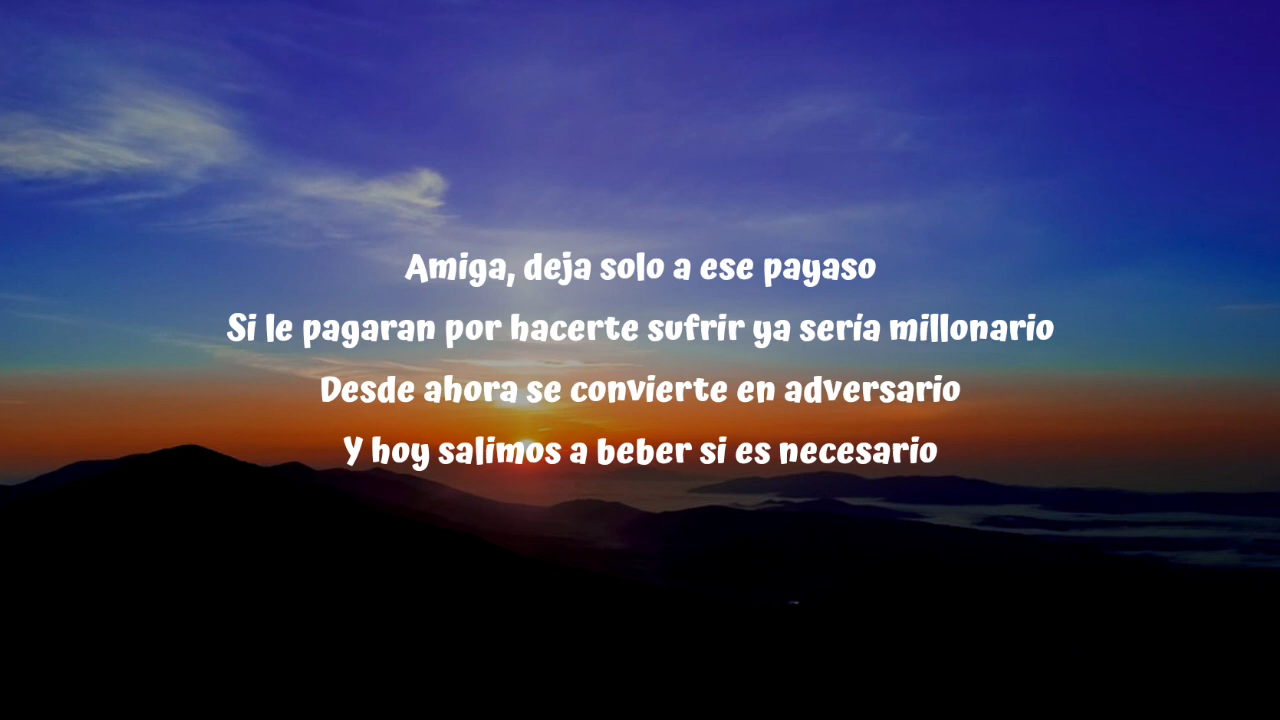 Amiga, deja solo a ese payaso
Si le pagaran por hacerte sufrir ya sería millonario
Desde ahora se convierte en adversario
Y hoy salimos a beber si es necesario